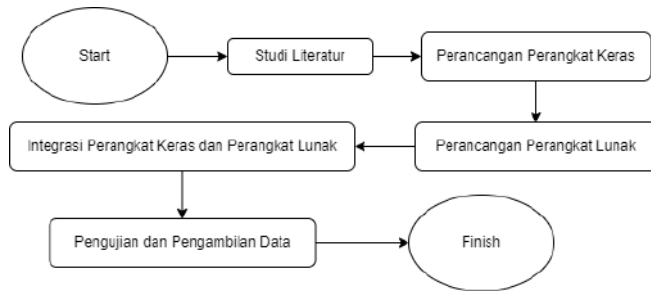 Start
Studi Literatur
Perancangan Perangkat Keras
Perancangan Perangkat Lunak
Integrasi Perangkat Keras dan Perangkat Lunak
Pengujian dan Pengambilan Data
Finish